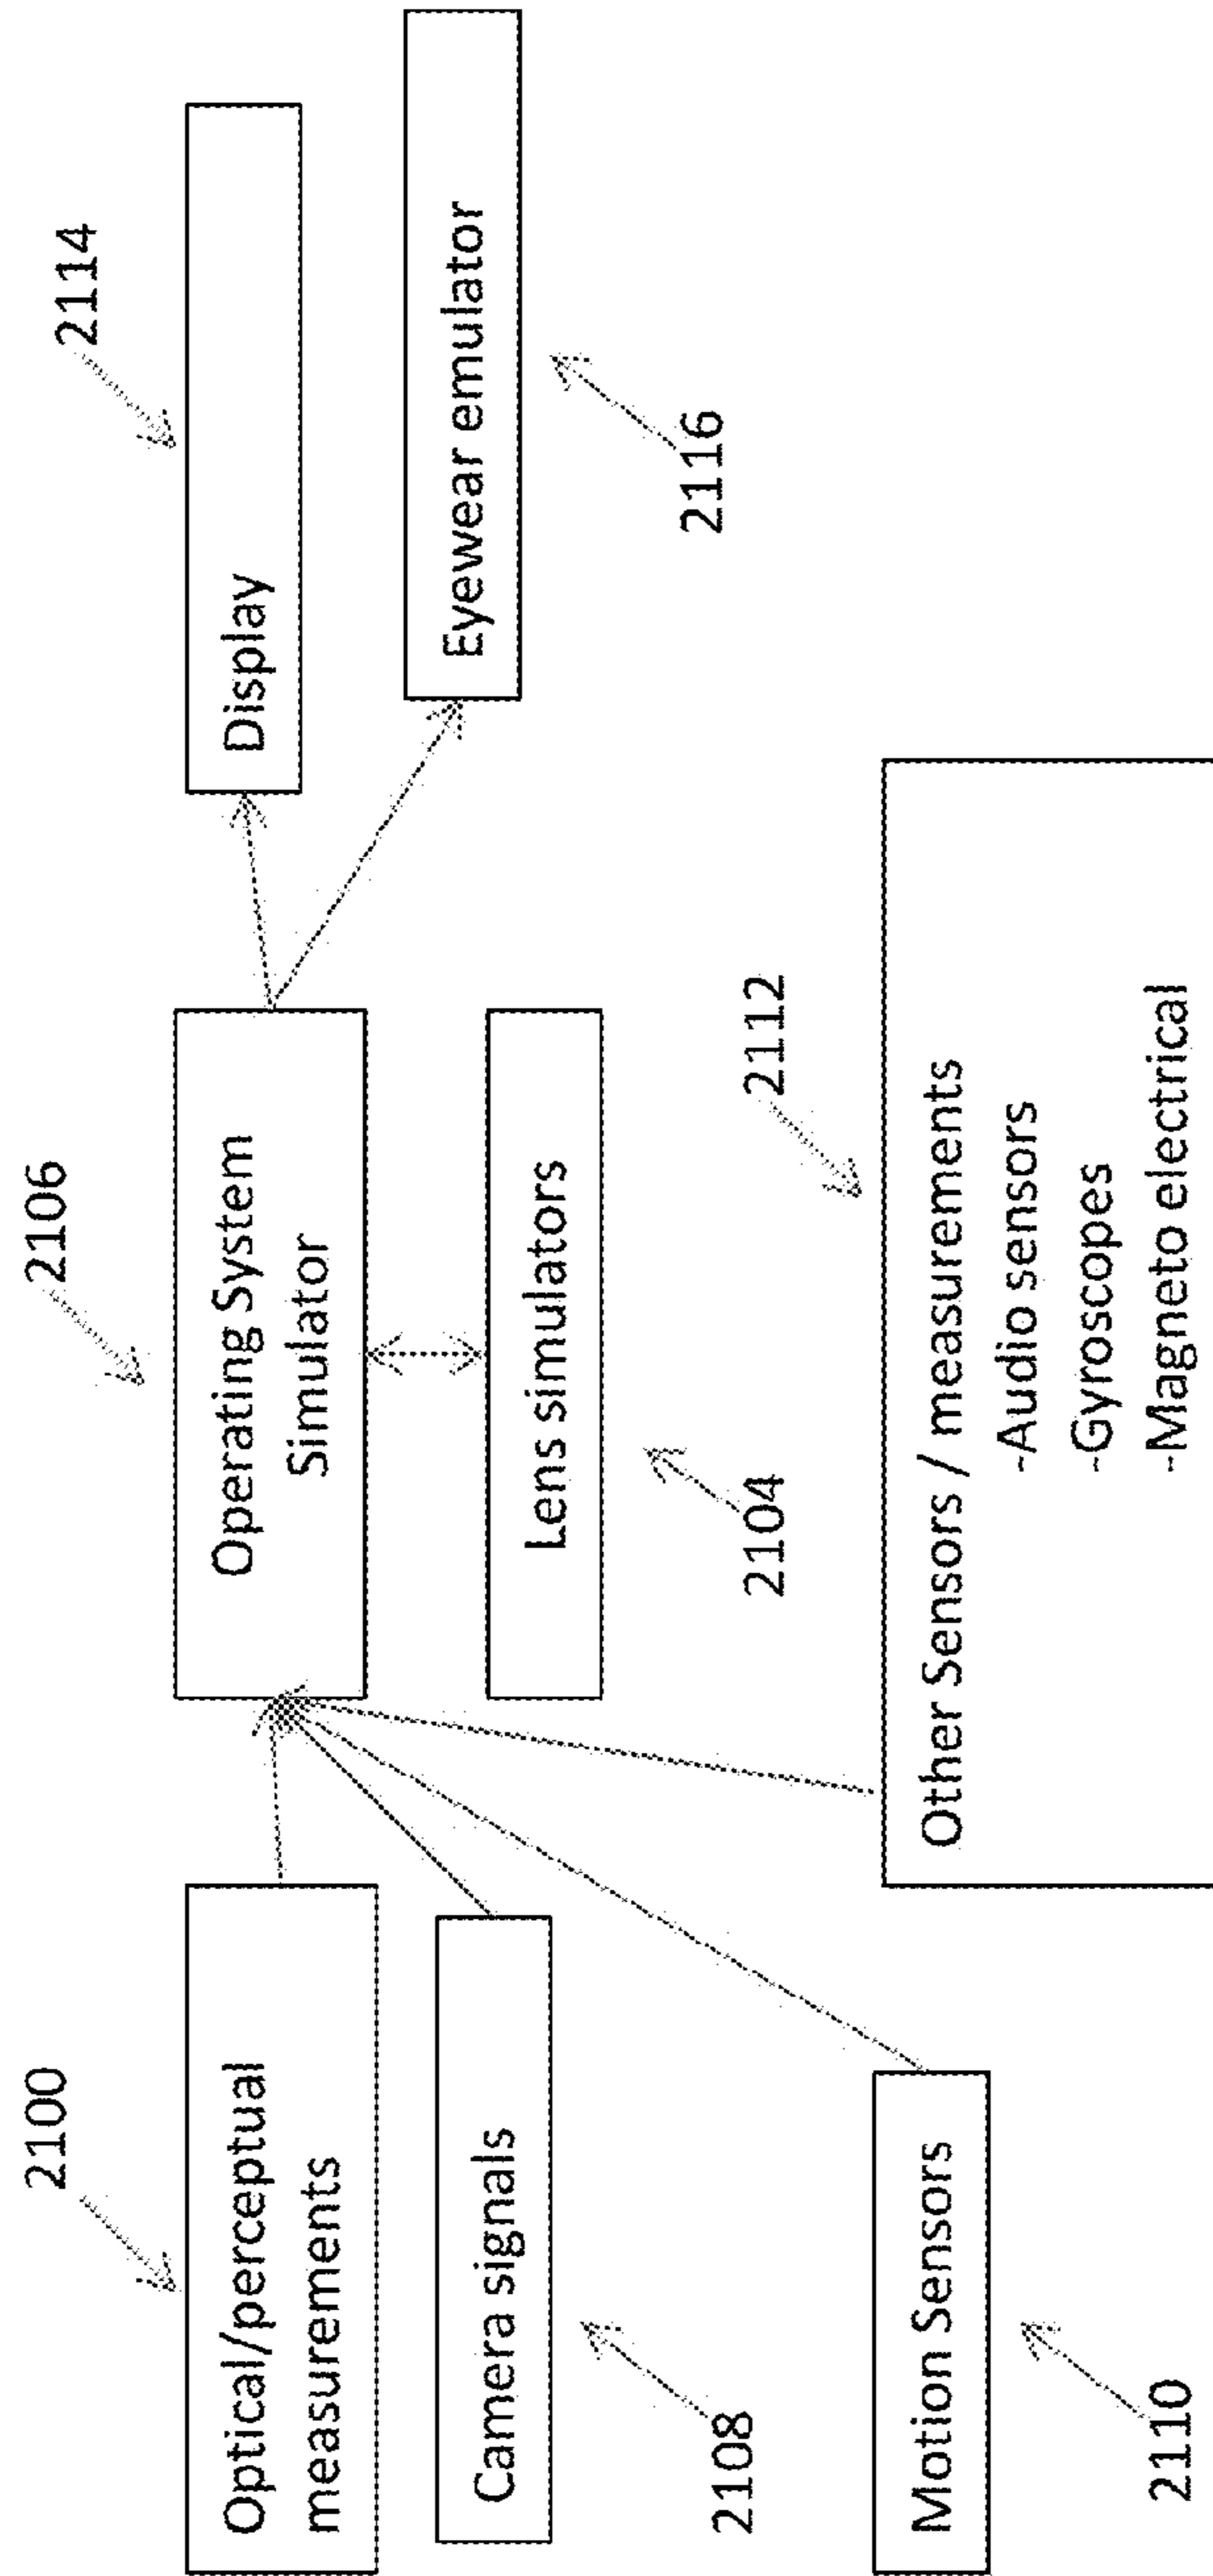 2100
Optical/perceptual
measurements
Camera signals
2108
Motion Sensors
2110
2106
Operating System
Simulator
Lens simulators
2104
2112
Other Sensors / measurements
-Audio sensors
-Gyroscopes
-Magneto electrical
2114
Display
Eyewear emulator
2116